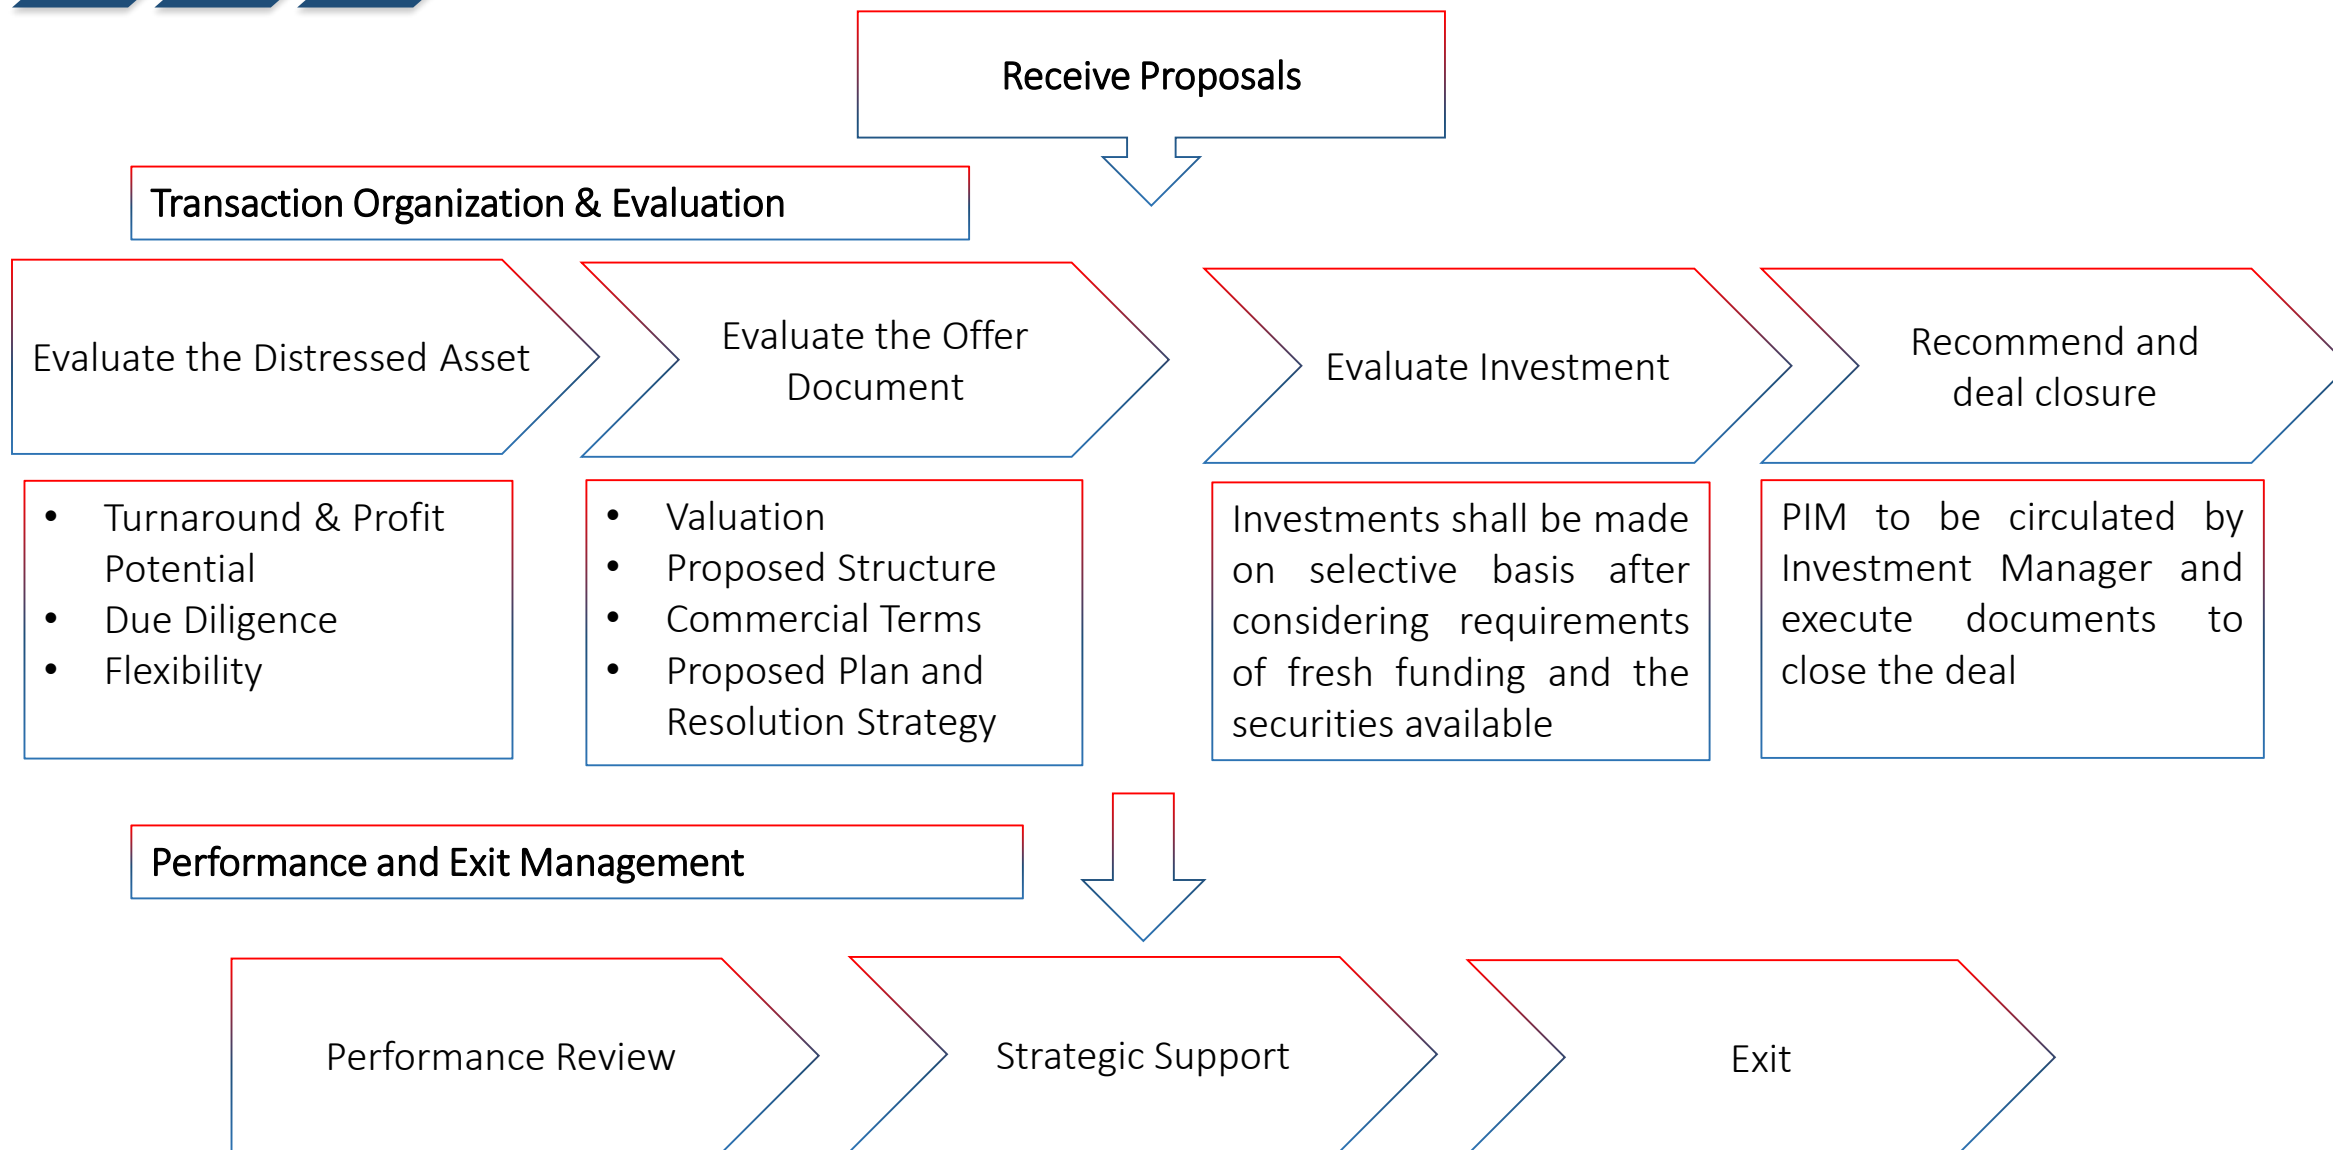 Receive Proposals
Transaction Organization & Evaluation
Evaluate the Distressed Asset
Evaluate the Offer
Document
Evaluate Investment
Recommend and
deal closure
• Turnaround & Profit
Potential
• Due Diligence
• Flexibility
• Valuation
• Proposed Structure
• Commercial Terms
• Proposed Plan and
Resolution Strategy
Investments shall be made
on selective basis after
considering requirements
of fresh funding and the
securities available
PIM to be circulated by
Investment Manager and
execute documents to
close the deal
Performance and Exit Management
Performance Review
Strategic Support
Exit